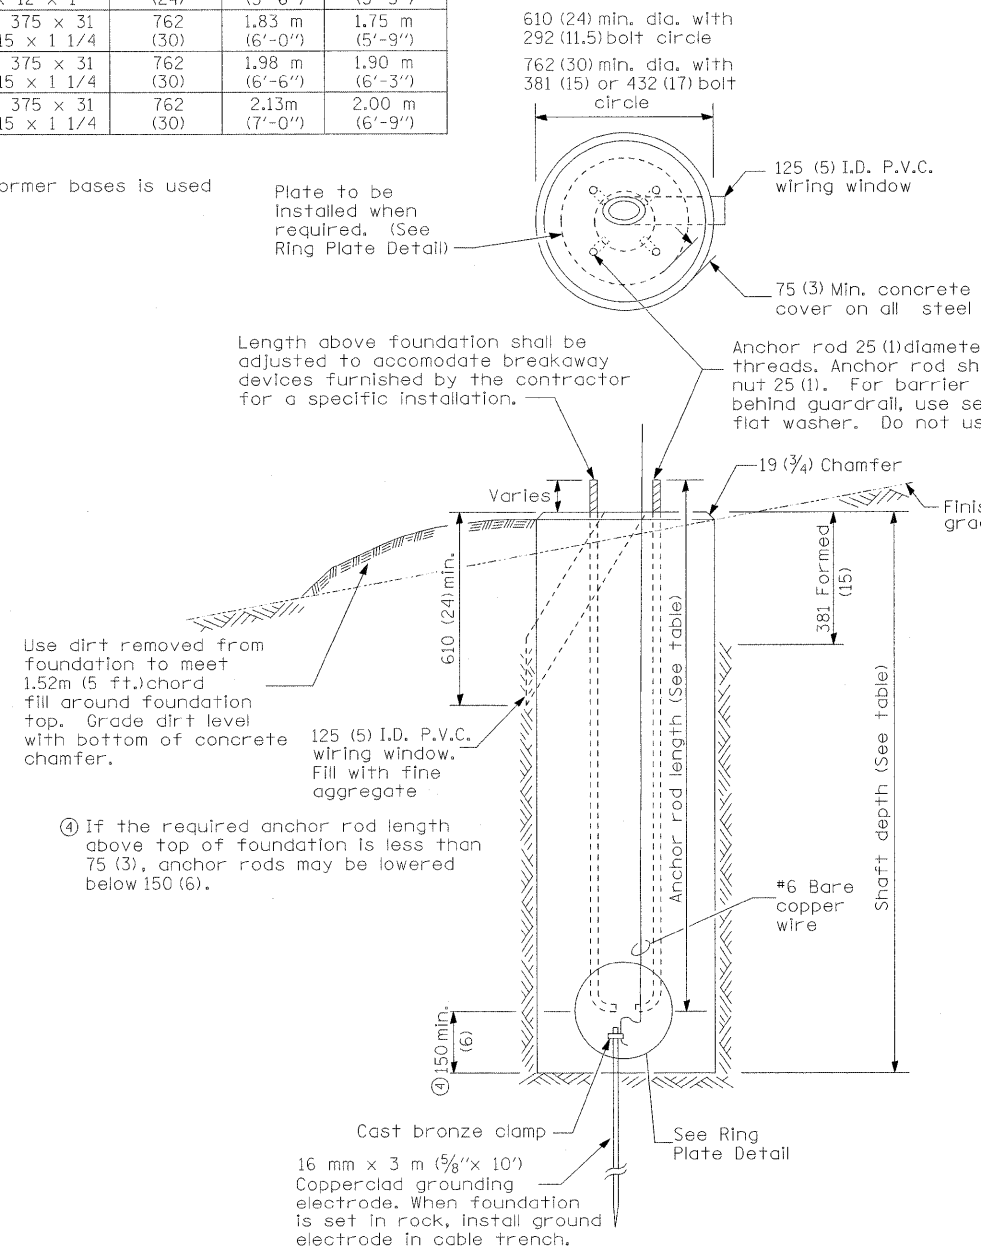 375 × 31 762 1.83 m 1.75 m
15 × 1 1/4 (30) (6'-0") (5'-9")
375 × 31 762 1.98 m 1.90 m
15 × 1 1/4 (30) (6'-6") (6'-3")
375 × 31 762 2.13m 2.00 m
15 × 1 1/4 (30) (7'-0") (6'-9")
bases is used
610 (24) min. dia. with
292 (11.5) bolt circle
762 (30) min. dia. with
381 (15) or 432 (17) bolt
circle
Plate to be
installed when
required. (See
Ring Plate Detail)
125 (5) I.D. P.V.C.
wiring window
75 (3) Min. concrete
cover on all steel
Length above foundation shall be
adjusted to accomodate breakaway
devices furnished by the contractor
for a specific installation.
Anchor rod 25 (1)
threads. Anchor rod
nut 25 (1). For barrier
behind guardrail, use
flat washer. Do not
19 (3/4) Chamfer
Varies
610 (24) min.
381 Formed
(15)
Anchor rod length (See table)
Shaft depth (See table)
Use dirt removed from
foundation to meet
1.52m (5 ft.) chord
fill around foundation
top. Grade dirt level
with bottom of concrete
chamfer.
125 (5) I.D. P.V.C.
wiring window.
Fill with fine
aggregate
④ If the required anchor rod length
above top of foundation is less than
75 (3), anchor rods may be lowered
below 150 (6).
#6 Bare
copper
wire
④ 150 min.
(6)
Cast bronze clamp
See Ring
Plate Detail
16 mm x 3 m (5/8" x 10')
Copperclad grounding
electrode. When foundation
is set in rock, install ground
electrode in cable trench.